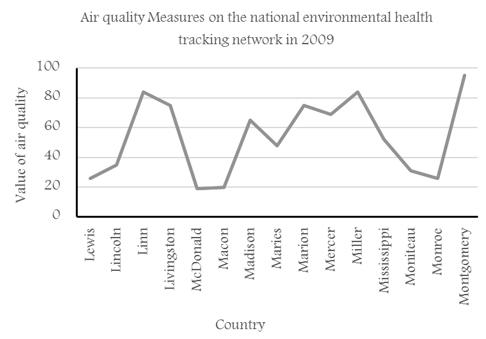 Air quality Measures on the national environmental health
tracking network in 2009
Value of air quality
100
80
60
40
20
0
Lewis
Lincoln
Linn
Livingston
McDonald
Macon
Madison
Maries
Marion
Mercer
Miller
Mississippi
Moniteau
Monroe
Montgomery
Country